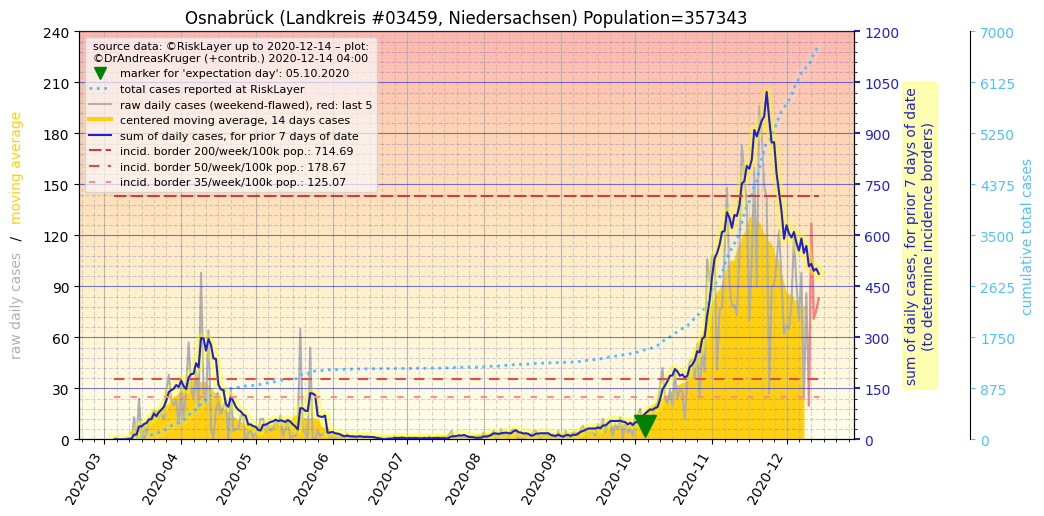 Osnabrück (Landkreis #03459, Niedersachsen) Population=357343
source data: ©RiskLayer up to 2020-12-14 – plot:
©DrAndreasKruger (+contrib.) 2020-12-14 04:00
marker for 'expectation day': 05.10.2020
total cases reported at RiskLayer
raw daily cases (weekend-flawed), red: last 5
centered moving average, 14 days cases
sum of daily cases, for prior 7 days of date
incid. border 200/week/100k pop.: 714.69
incid. border 50/week/100k pop.: 178.67
incid. border 35/week/100k pop.: 125.07
raw daily cases / moving average
240
210
180
150
120
90
60
30
0
2020-03
2020-04
2020-05
2020-06
2020-07
2020-08
2020-09
2020-10
2020-11
2020-12
1200
1050
900
750
600
450
300
150
0
sum of daily cases, for prior 7 days of date
(to determine incidence borders)
7000
6125
5250
4375
3500
2625
1750
875
0
cumulative total cases